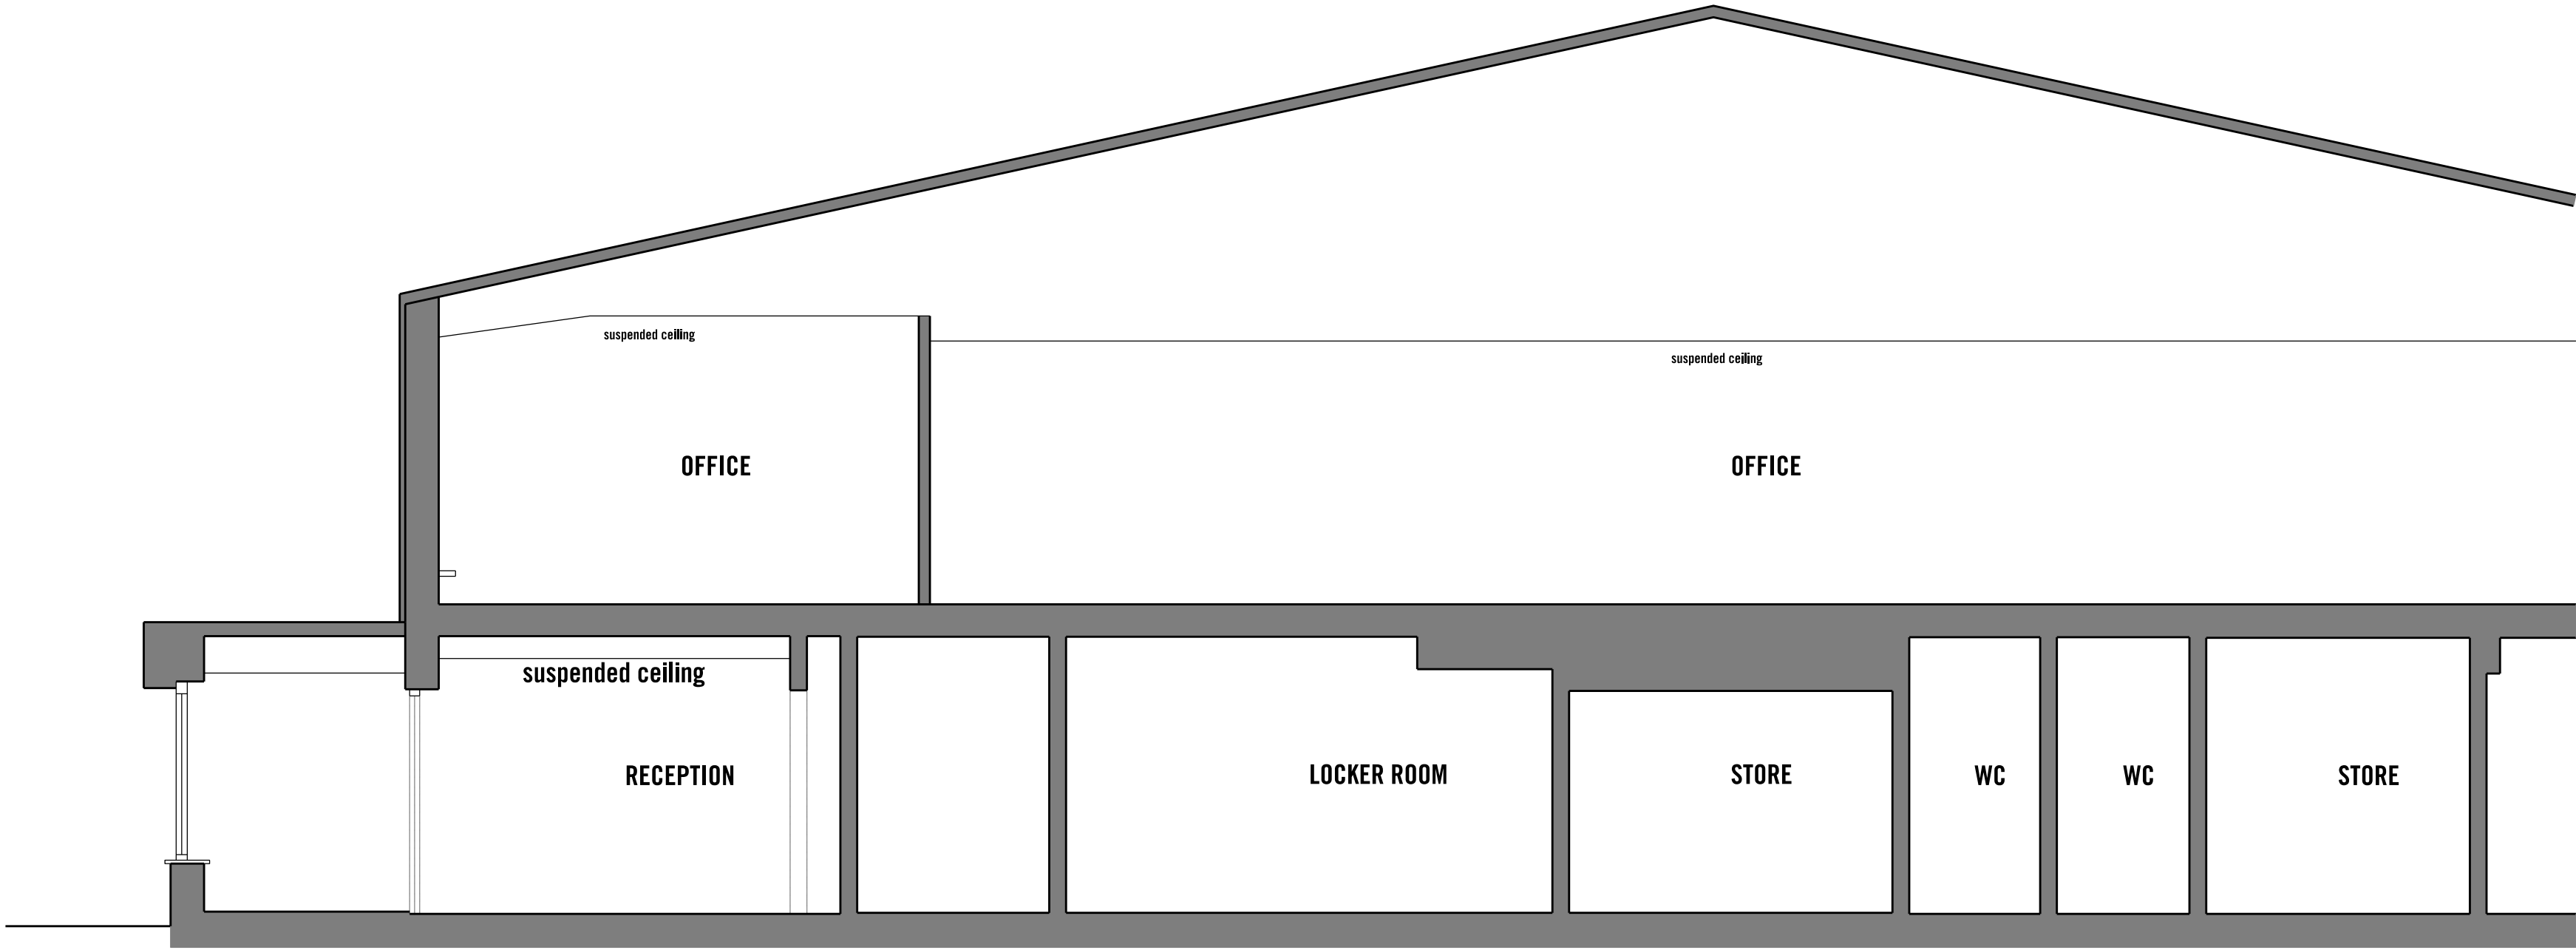 suspended ceiling
suspended ceiling
OFFICE
OFFICE
suspended ceiling
RECEPTION
LOCKER ROOM
STORE
WC
WC
STORE